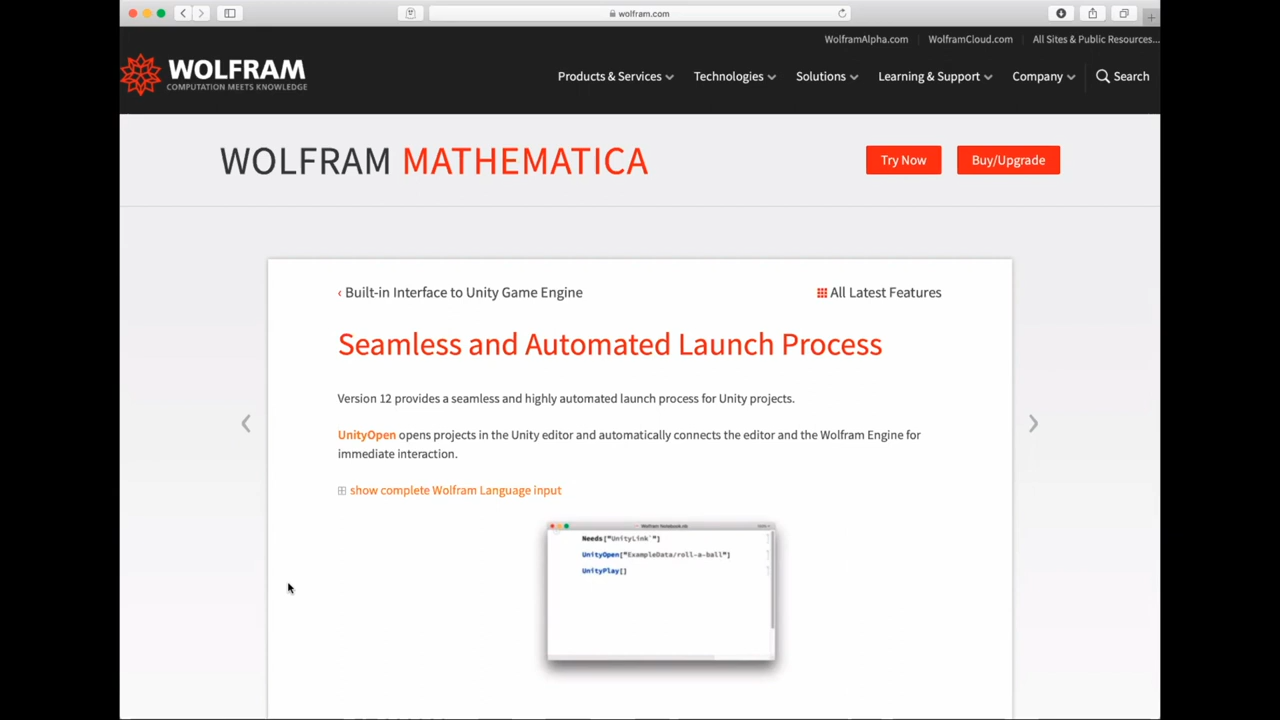 wolfram.com
WolframAlpha.com
WolframCloud.com
All Sites & Public Resources...
WOLFRAM
COMPUTATION MEETS KNOWLEDGE
Products & Services
Technologies
Solutions
Learning & Support
Company
Search
WOLFRAM MATHEMATICA
Try Now
Buy/Upgrade
‹ Built-in Interface to Unity Game Engine
All Latest Features
Seamless and Automated Launch Process
Version 12 provides a seamless and highly automated launch process for Unity projects.
UnityOpen opens projects in the Unity editor and automatically connects the editor and the Wolfram Engine for
immediate interaction.
show complete Wolfram Language input
Wolfram Notebook.nb
Needs["UnityLink`"]
UnityOpen["ExampleData/roll-a-ball"]
UnityPlay[]